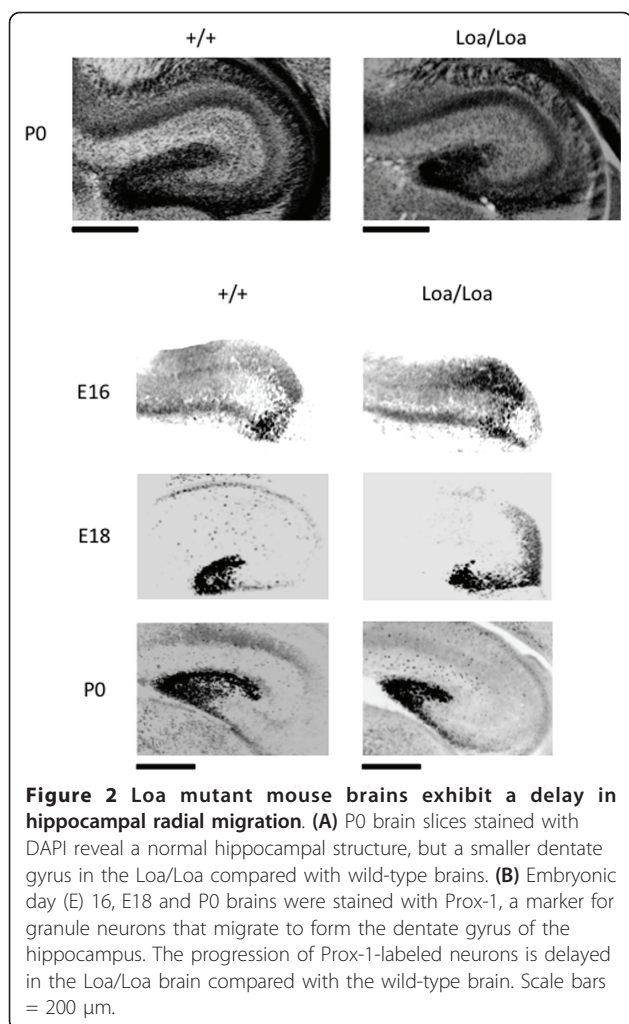 +/+ Loa/Loa
P0
+/+ Loa/Loa
E16
E18
P0
Figure 2 Loa mutant mouse brains exhibit a delay in
hippocampal radial migration. (A) P0 brain slices stained with
DAPI reveal a normal hippocampal structure, but a smaller dentate
gyrus in the Loa/Loa compared with wild-type brains. (B) Embryonic
day (E) 16, E18 and P0 brains were stained with Prox-1, a marker for
granule neurons that migrate to form the dentate gyrus of the
hippocampus. The progression of Prox-1-labeled neurons is delayed
in the Loa/Loa brain compared with the wild-type brain. Scale bars
= 200 μm.